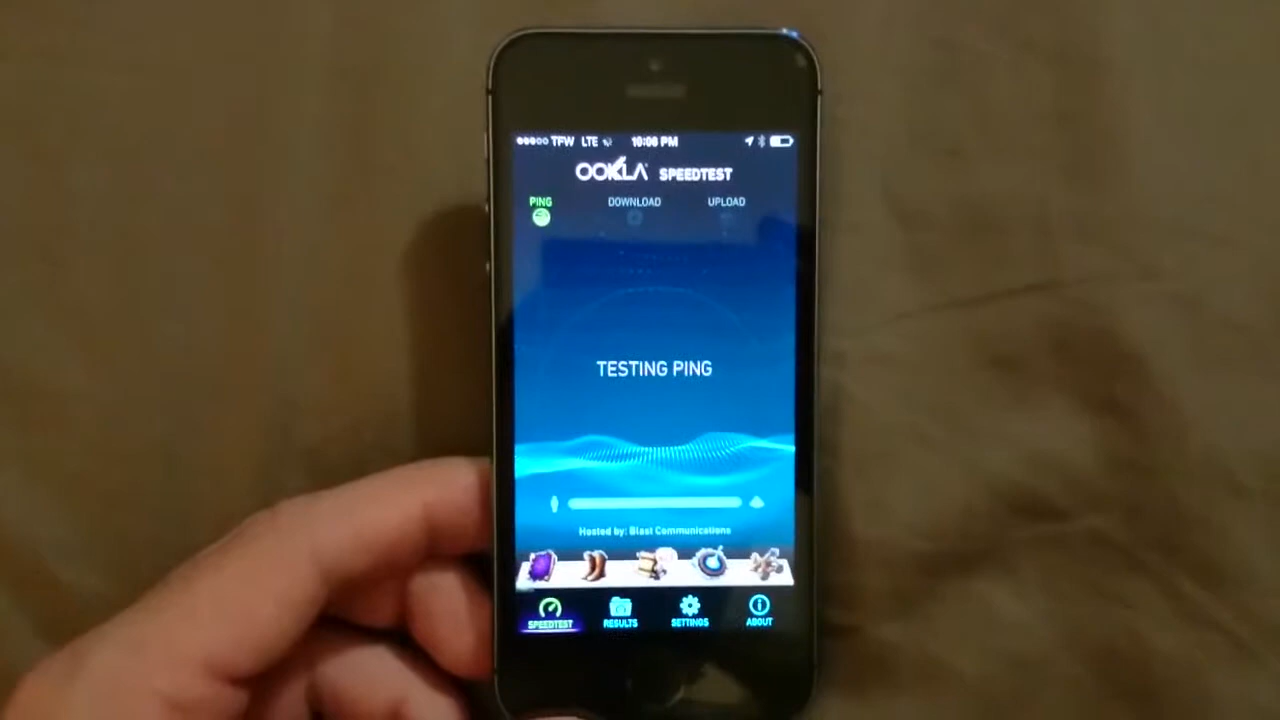 TFW LTE 10:06 PM
OOKLA SPEEDTEST
PING DOWNLOAD UPLOAD
TESTING PING
Hosted by: Blast Communications
SPEEDTEST RESULTS SETTINGS ABOUT